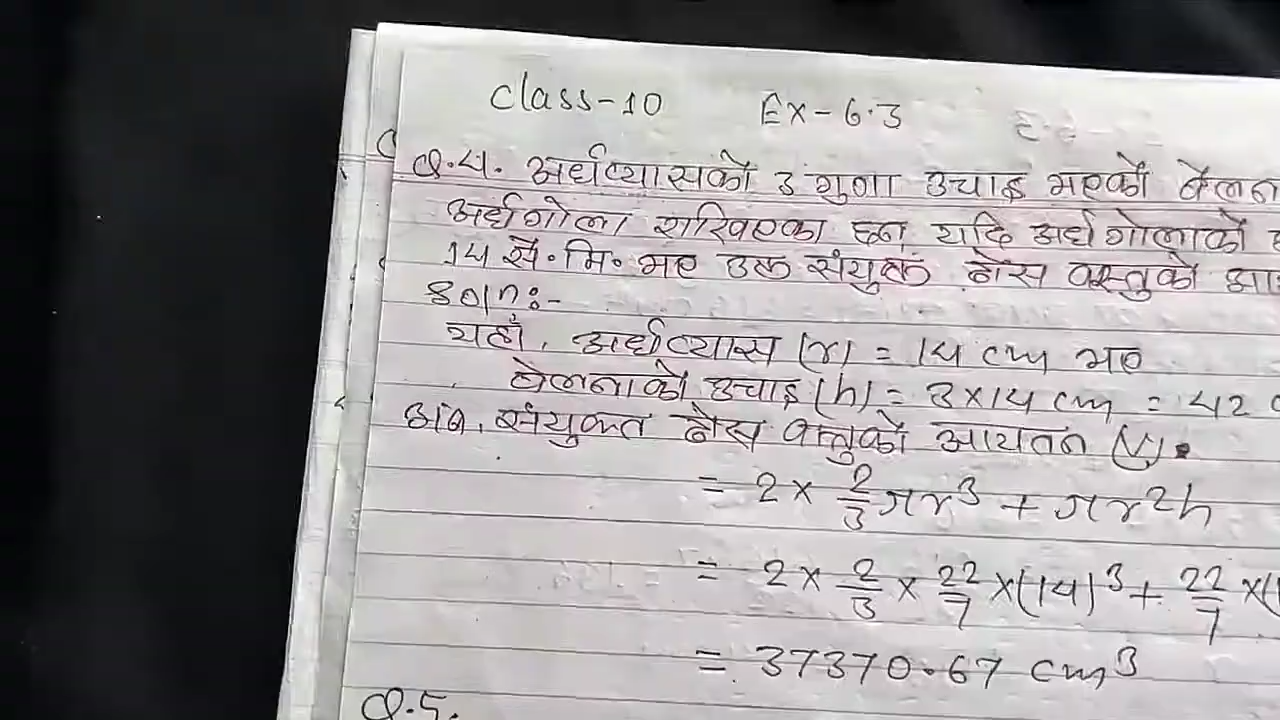 Class-10 Ex-6.3
Q.4. अर्धव्यासको 3 गुणा उचाइ भएको बेलन
अर्धगोला राखिएका छन् यदि अर्धगोलाको
14 से.मि. भए उक्त संयुक्त ठोस वस्तुको
Soln:-
यहाँ, अर्धव्यास (r) = 14 cm भए
बेलनाको उचाइ (h) = 3×14 cm = 42
अब, संयुक्त ठोस वस्तुको आयतन (V).
= 2 × 2/3 πr³ + πr²h
= 2 × 2/3 × 22/7 ×(14)³ + 22/7 ×(1
= 37370.67 cm³
Q.5.